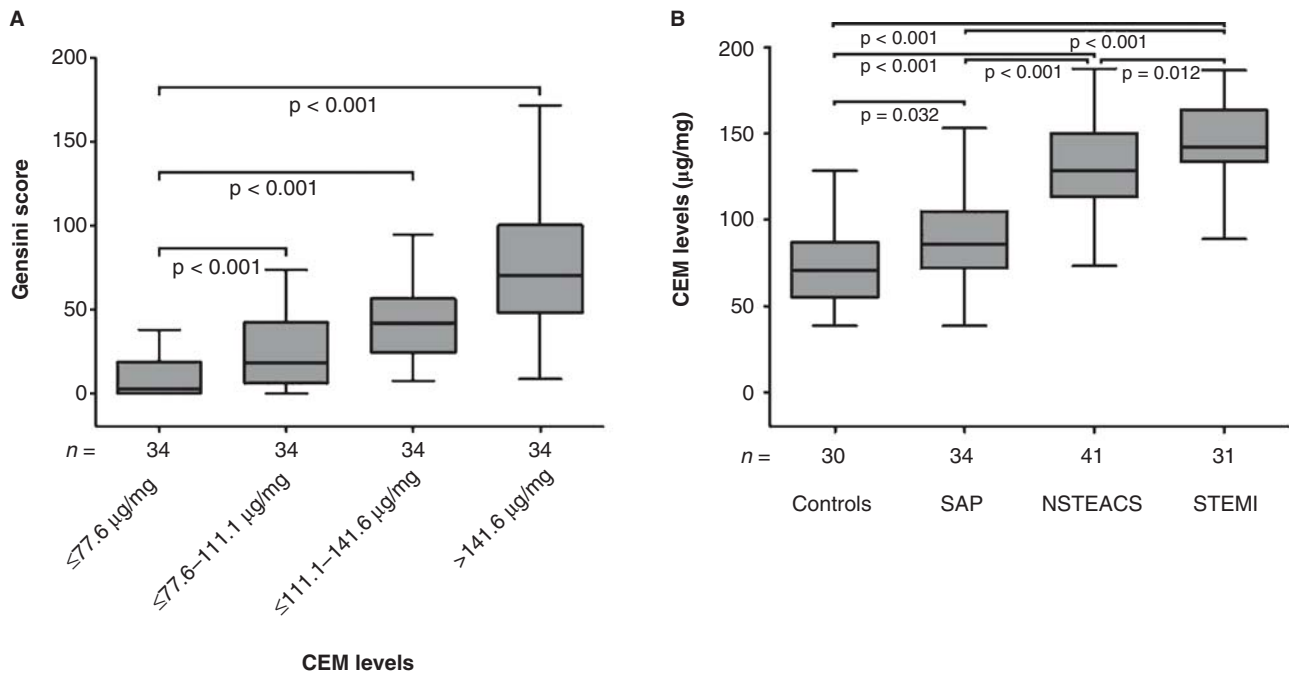 A
200
150
100
50
0
Gensini score
p < 0.001
p < 0.001
p < 0.001
n = 34 34 34 34
≤77.6 μg/mg
≤77.6–111.1 μg/mg
≤111.1–141.6 μg/mg
>141.6 μg/mg
CEM levels
B
200
150
100
50
0
CEM levels (μg/mg)
p < 0.001 p < 0.001
p < 0.001 p < 0.001 p = 0.012
p = 0.032
n = 30 34 41 31
Controls SAP NSTEACS STEMI